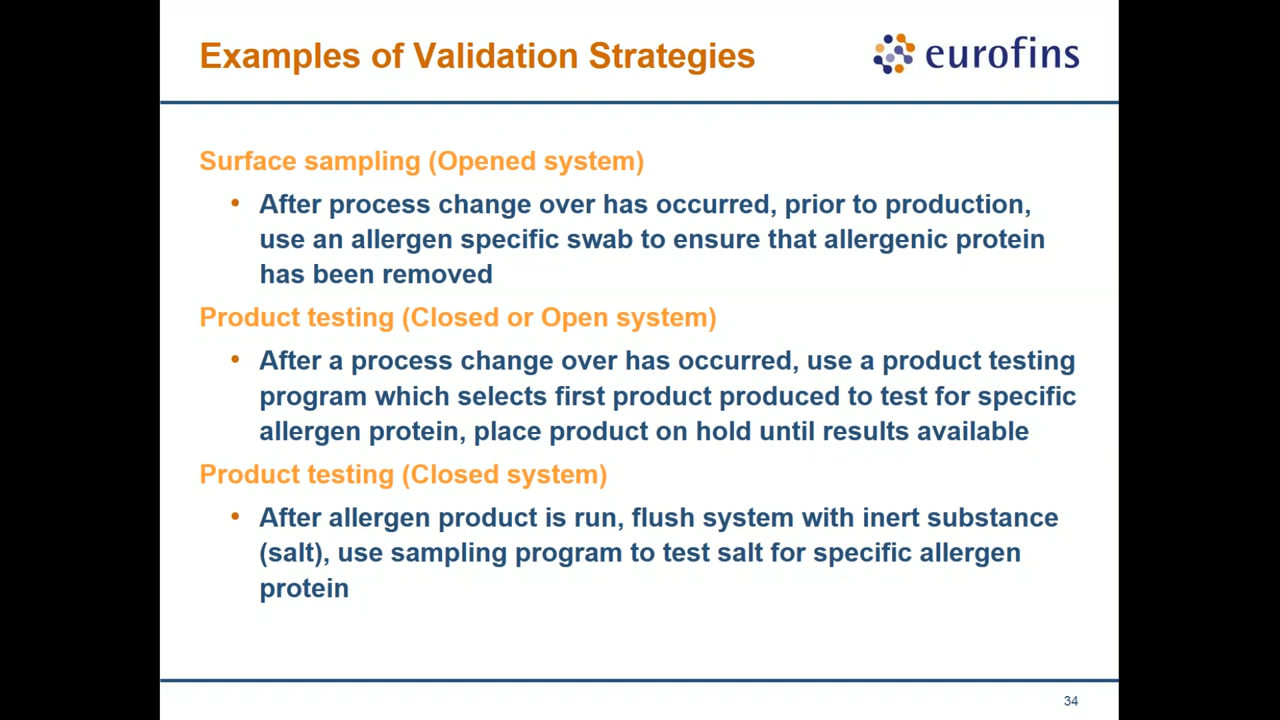 Examples of Validation Strategies
eurofins
Surface sampling (Opened system)
• After process change over has occurred, prior to production,
use an allergen specific swab to ensure that allergenic protein
has been removed
Product testing (Closed or Open system)
• After a process change over has occurred, use a product testing
program which selects first product produced to test for specific
allergen protein, place product on hold until results available
Product testing (Closed system)
• After allergen product is run, flush system with inert substance
(salt), use sampling program to test salt for specific allergen
protein
34